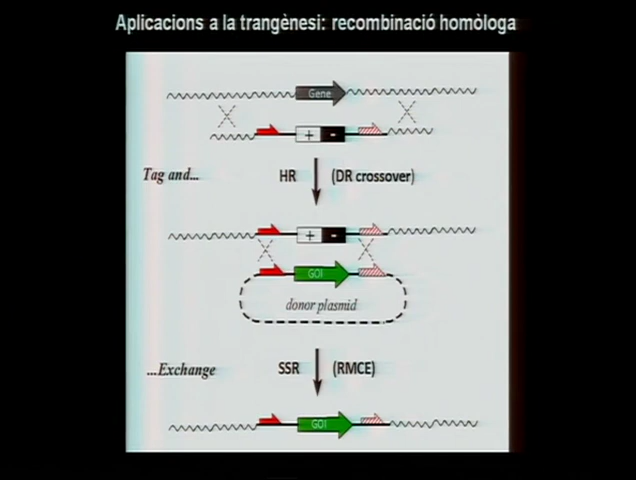 Aplicacions a la trangènesi: recombinació homòloga
Gene
+ -
Tag and... HR (DR crossover)
+ -
GOI
donor plasmid
...Exchange SSR (RMCE)
GOI